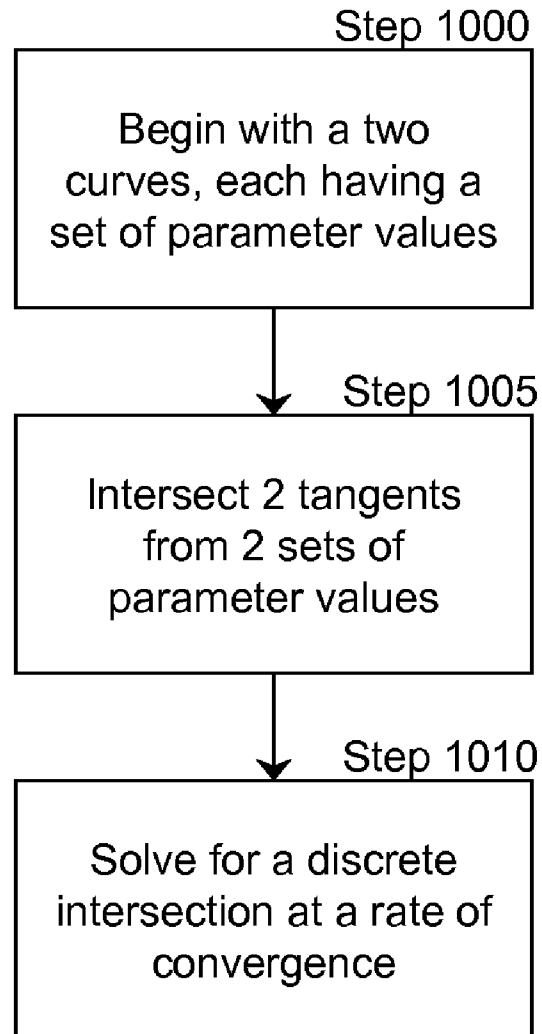 Step 1000
Begin with a two
curves, each having a
set of parameter values
Step 1005
Intersect 2 tangents
from 2 sets of
parameter values
Step 1010
Solve for a discrete
intersection at a rate of
convergence